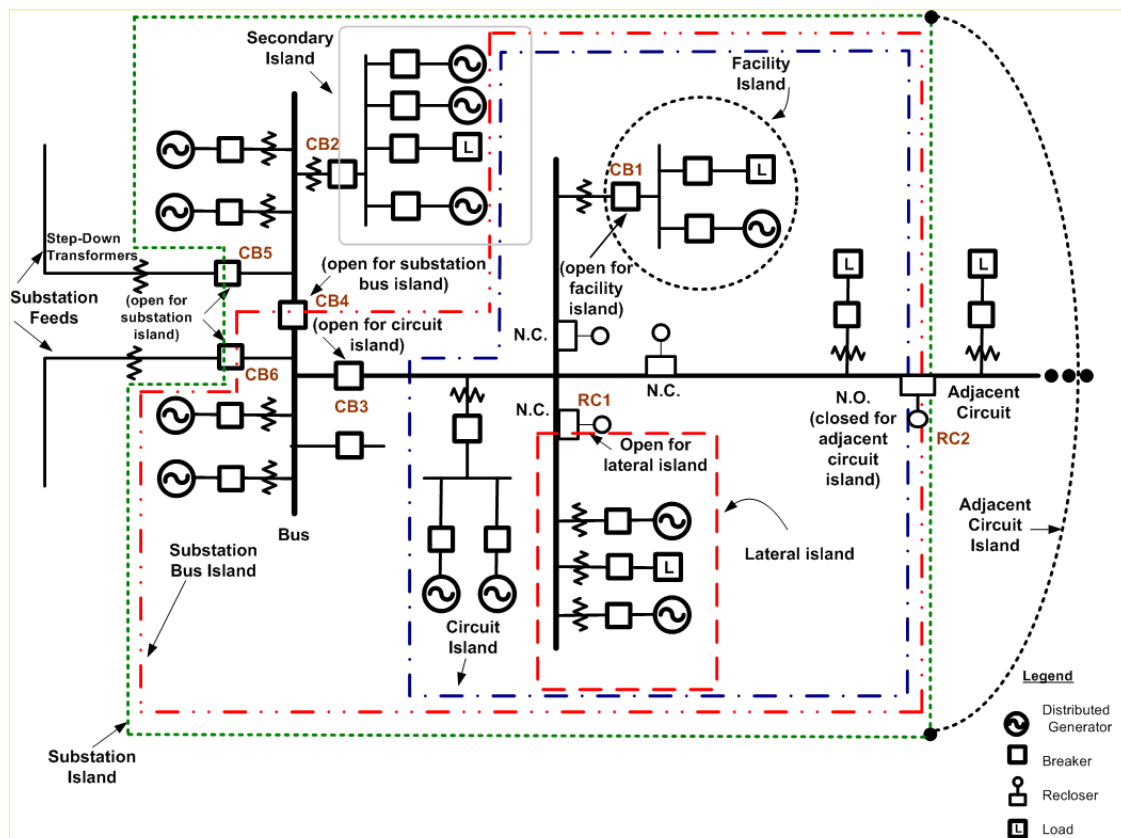 Secondary
Island
Facility
Island
CB2
L
CB1
L
Step-Down
Transformers
CB5
(open for substation
bus island)
(open for
facility
island)
L
L
Substation
Feeds
(open for
substation
island)
CB4
(open for circuit
island)
N.C.
CB6
CB3
N.C.
N.C.
RC1
N.O.
(closed for
adjacent
circuit
island)
Adjacent
Circuit
RC2
Open for
lateral island
Bus
Substation
Bus Island
Lateral island
Adjacent
Circuit
Island
L
Circuit
Island
Substation
Island
Legend
Distributed
Generator
Breaker
Recloser
L
Load